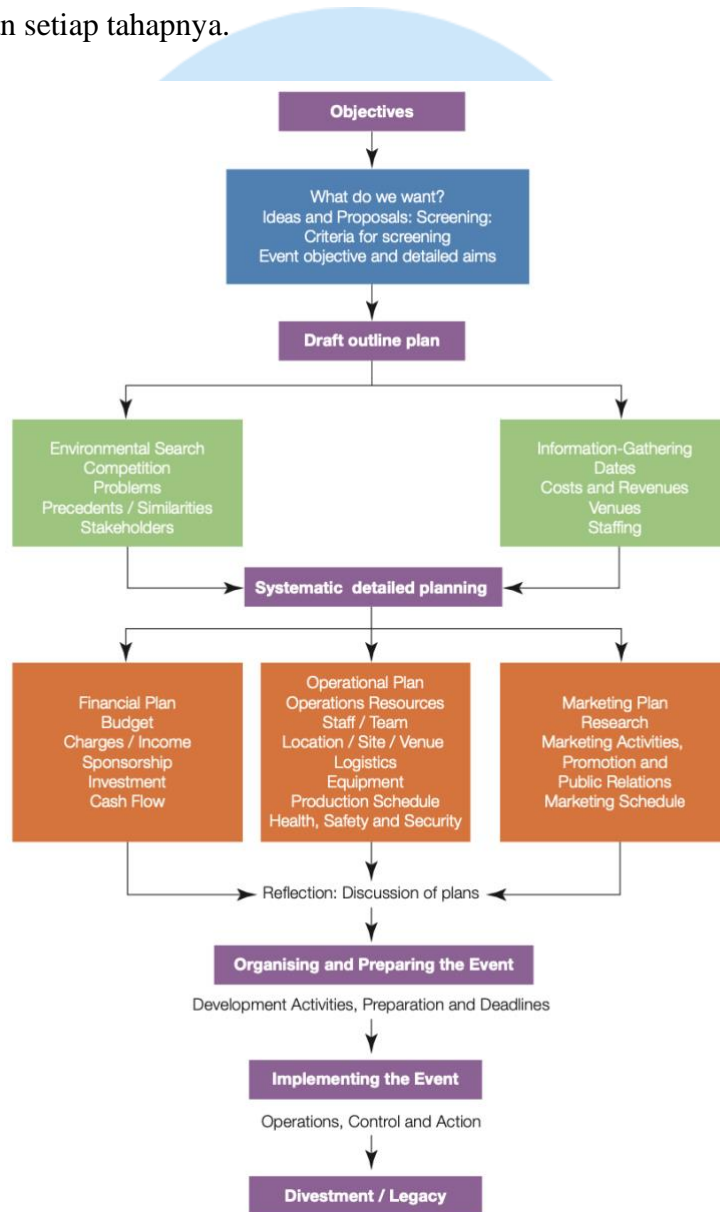 n setiap tahapnya.
Objectives
What do we want?
Ideas and Proposals: Screening:
Criteria for screening
Event objective and detailed aims
Draft outline plan
Environmental Search
Competition
Problems
Precedents / Similarities
Stakeholders
Information-Gathering
Dates
Costs and Revenues
Venues
Staffing
Systematic detailed planning
Financial Plan
Budget
Charges / Income
Sponsorship
Investment
Cash Flow
Operational Plan
Operations Resources
Staff / Team
Location / Site / Venue
Logistics
Equipment
Production Schedule
Health, Safety and Security
Marketing Plan
Research
Marketing Activities,
Promotion and
Public Relations
Marketing Schedule
Reflection: Discussion of plans
Organising and Preparing the Event
Development Activities, Preparation and Deadlines
Implementing the Event
Operations, Control and Action
Divestment / Legacy